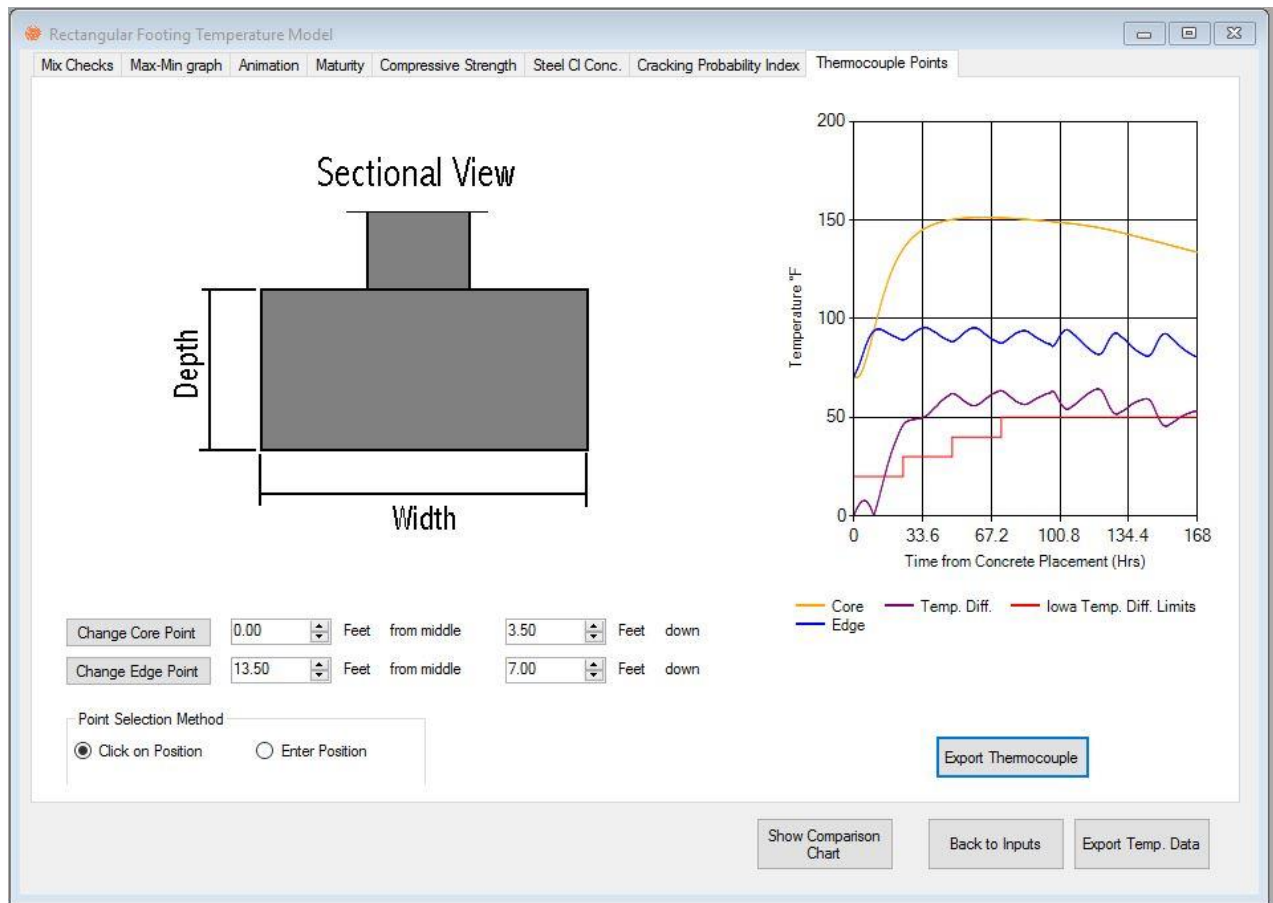 Rectangular Footing Temperature Model
Mix Checks Max-Min graph Animation Maturity Compressive Strength Steel Cl Conc. Cracking Probability Index Thermocouple Points
Sectional View
Depth
Width
200
150
100
50
0
Temperature °F
0 33.6 67.2 100.8 134.4 168
Time from Concrete Placement (Hrs)
Core Temp. Diff. Iowa Temp. Diff. Limits
Edge
Change Core Point 0.00 Feet from middle 3.50 Feet down
Change Edge Point 13.50 Feet from middle 7.00 Feet down
Point Selection Method
Click on Position Enter Position
Export Thermocouple
Show Comparison
Chart
Back to Inputs
Export Temp. Data